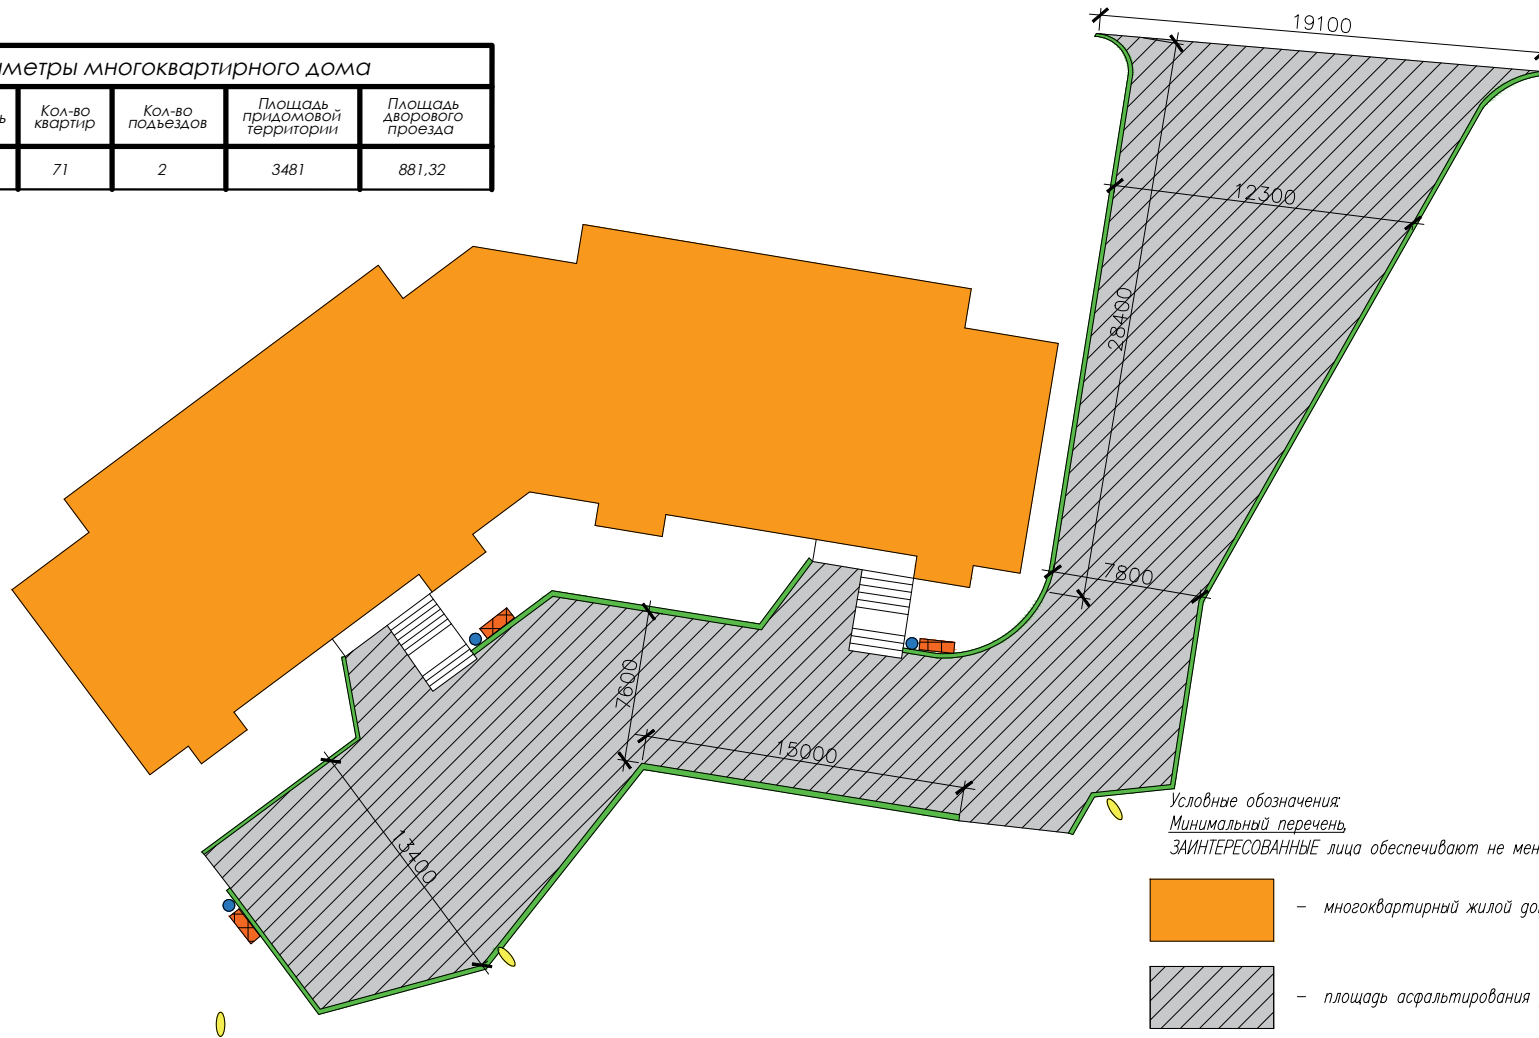 19100
метры многоквартирного дома
Кол-во квартир
Кол-во подъездов
Площадь придомовой территории
Площадь дворового проезда
71
2
3481
881,32
12300
28400
7800
7600
15000
13400
Условные обозначения:
Минимальный перечень,
ЗАИНТЕРЕСОВАННЫЕ лица обеспечивают не мен
– многоквартирный жилой до
– площадь асфальтирования